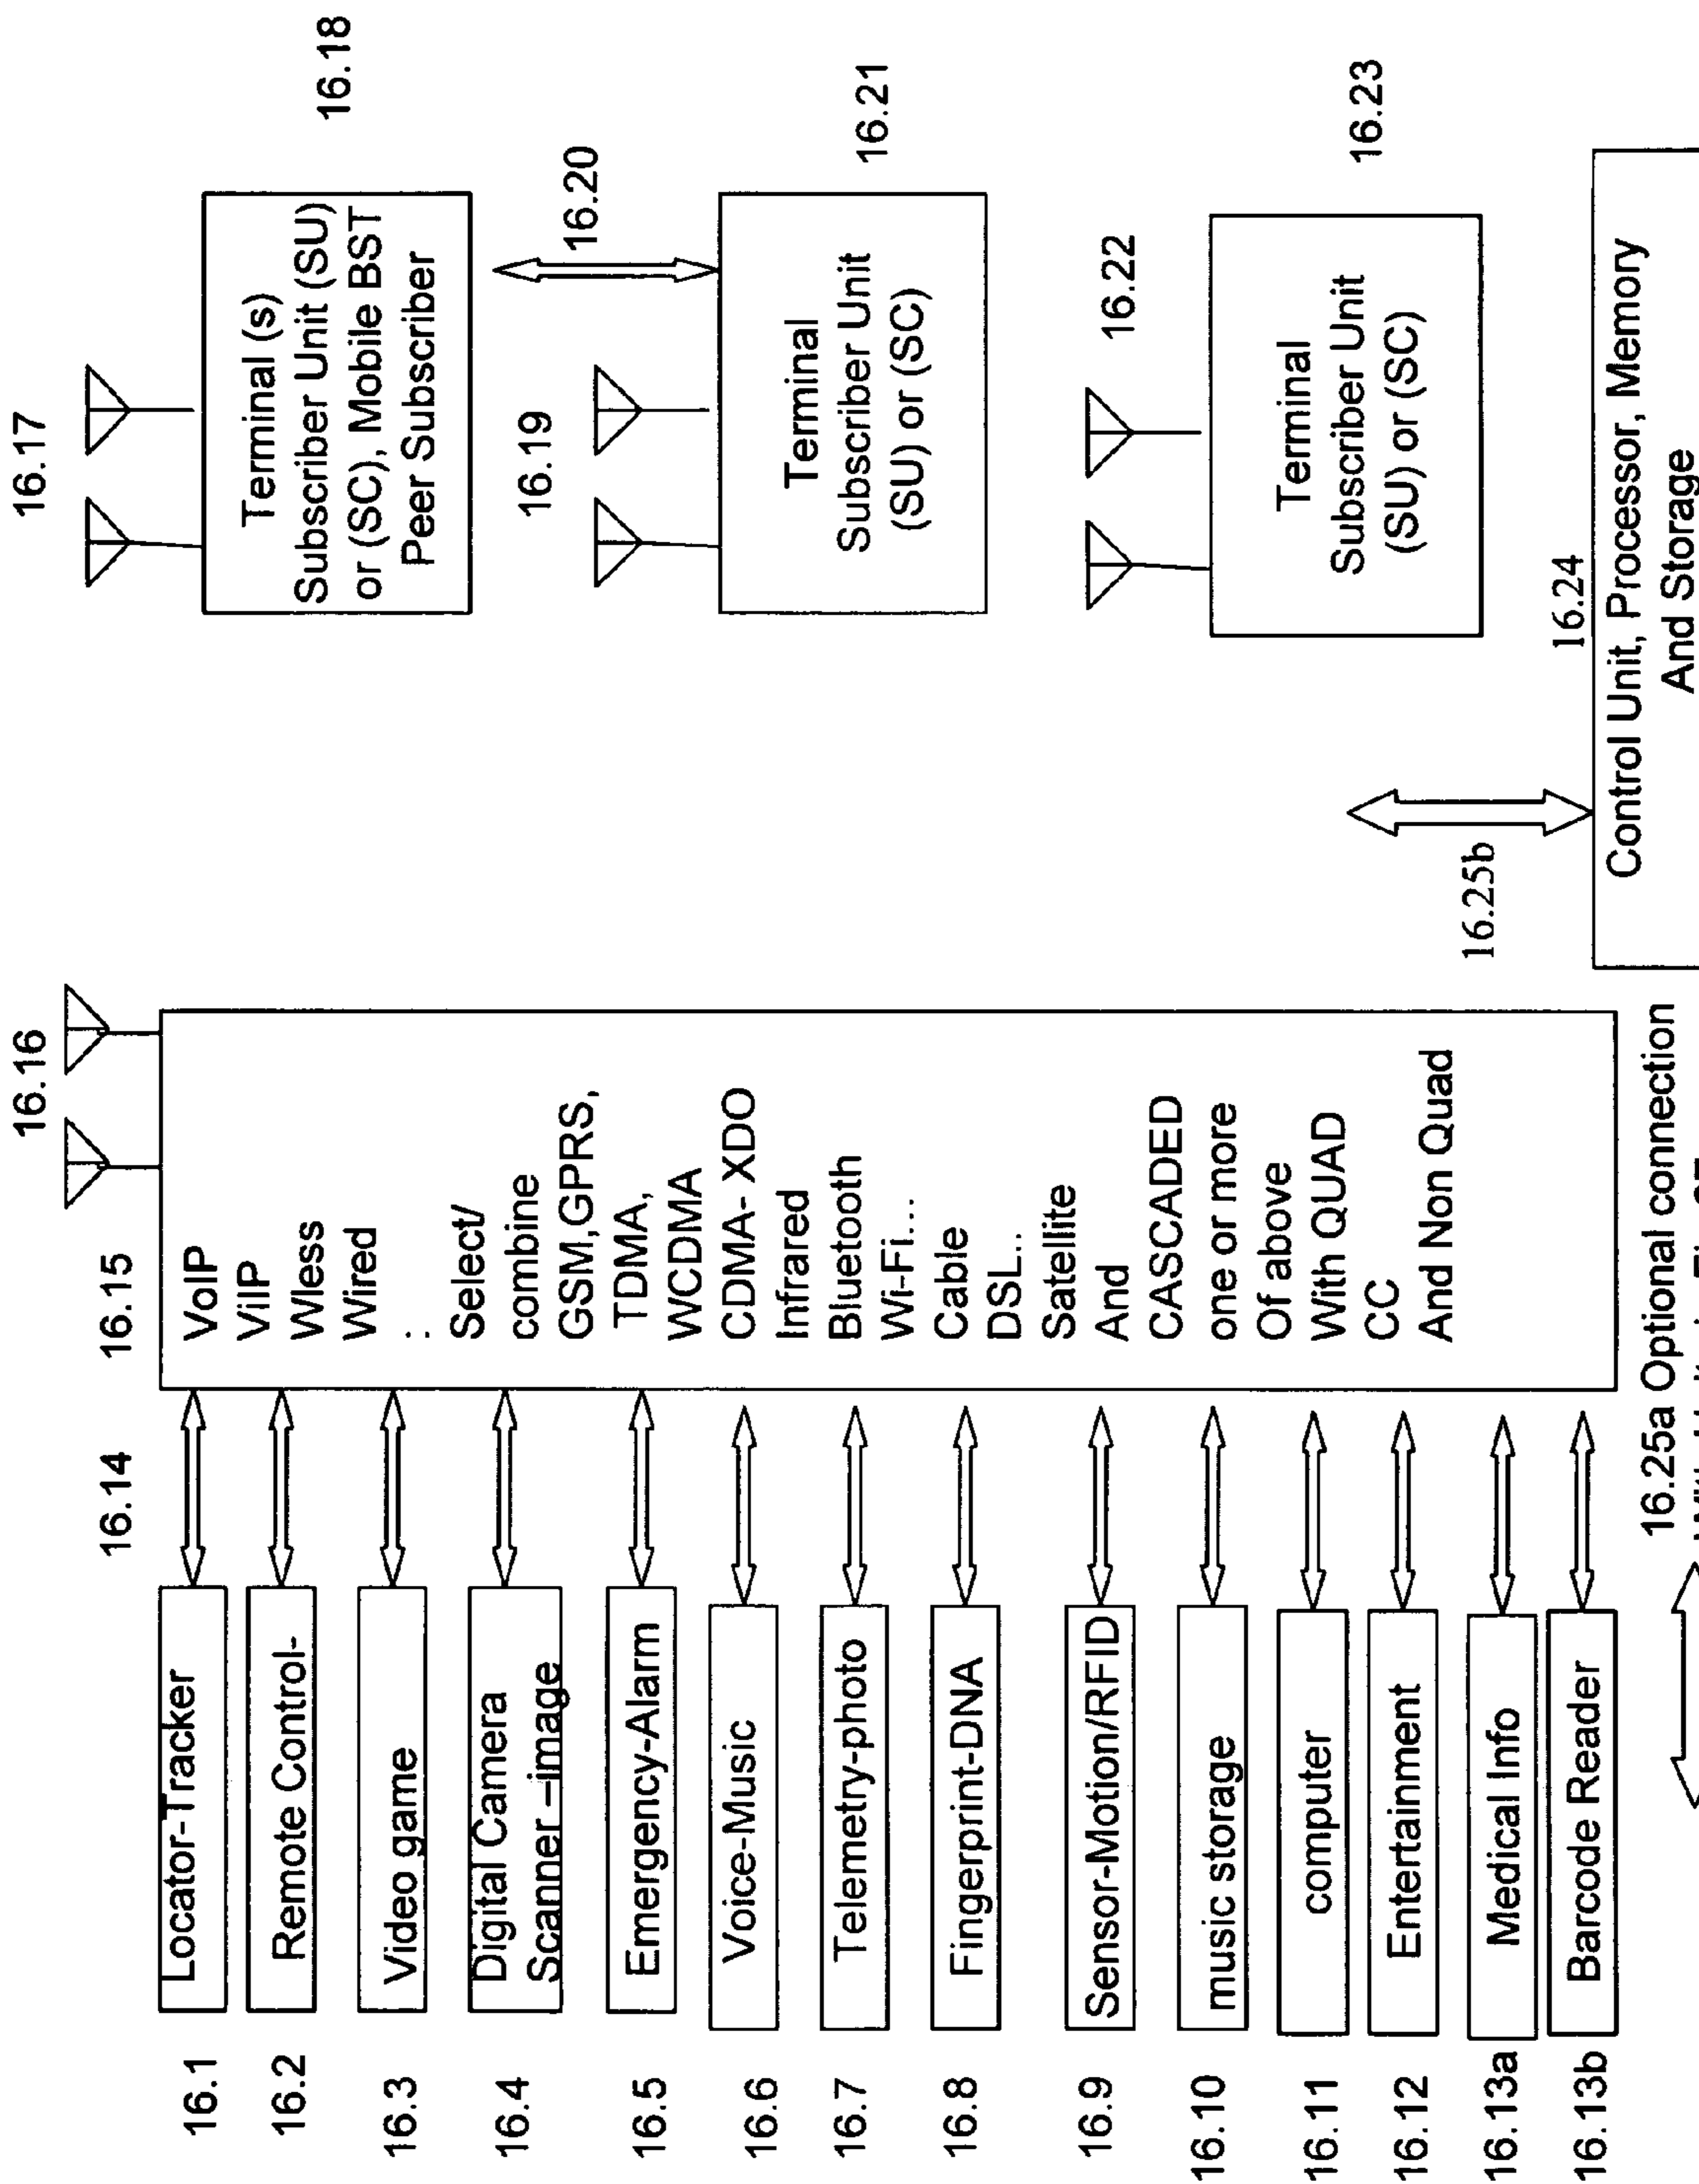 16.1
Locator-Tracker
16.2
Remote Control-
16.3
Video game
16.4
Digital Camera
Scanner –image
16.5
Emergency-Alarm
16.6
Voice-Music
16.7
Telemetry-photo
16.8
Fingerprint-DNA
16.9
Sensor-Motion/RFID
16.10
music storage
16.11
computer
16.12
Entertainment
16.13a
Medical Info
16.13b
Barcode Reader
16.14
16.15
16.16
VoIP
ViIP
Wless
Wired
:
Select/
combine
GSM,GPRS,
TDMA,
WCDMA
CDMA- XDO
Infrared
Bluetooth
Wi-Fi...
Cable
DSL..
Satellite
And
CASCADED
one or more
Of above
With QUAD
CC
And Non Quad
16.25a Optional connection
16.17
Terminal (s)
Subscriber Unit (SU)
or (SC), Mobile BST
Peer Subscriber
16.18
16.20
16.19
Terminal
Subscriber Unit
(SU) or (SC)
16.21
16.22
Terminal
Subscriber Unit
(SU) or (SC)
16.23
16.25b
16.24
Control Unit, Processor, Memory
And Storage